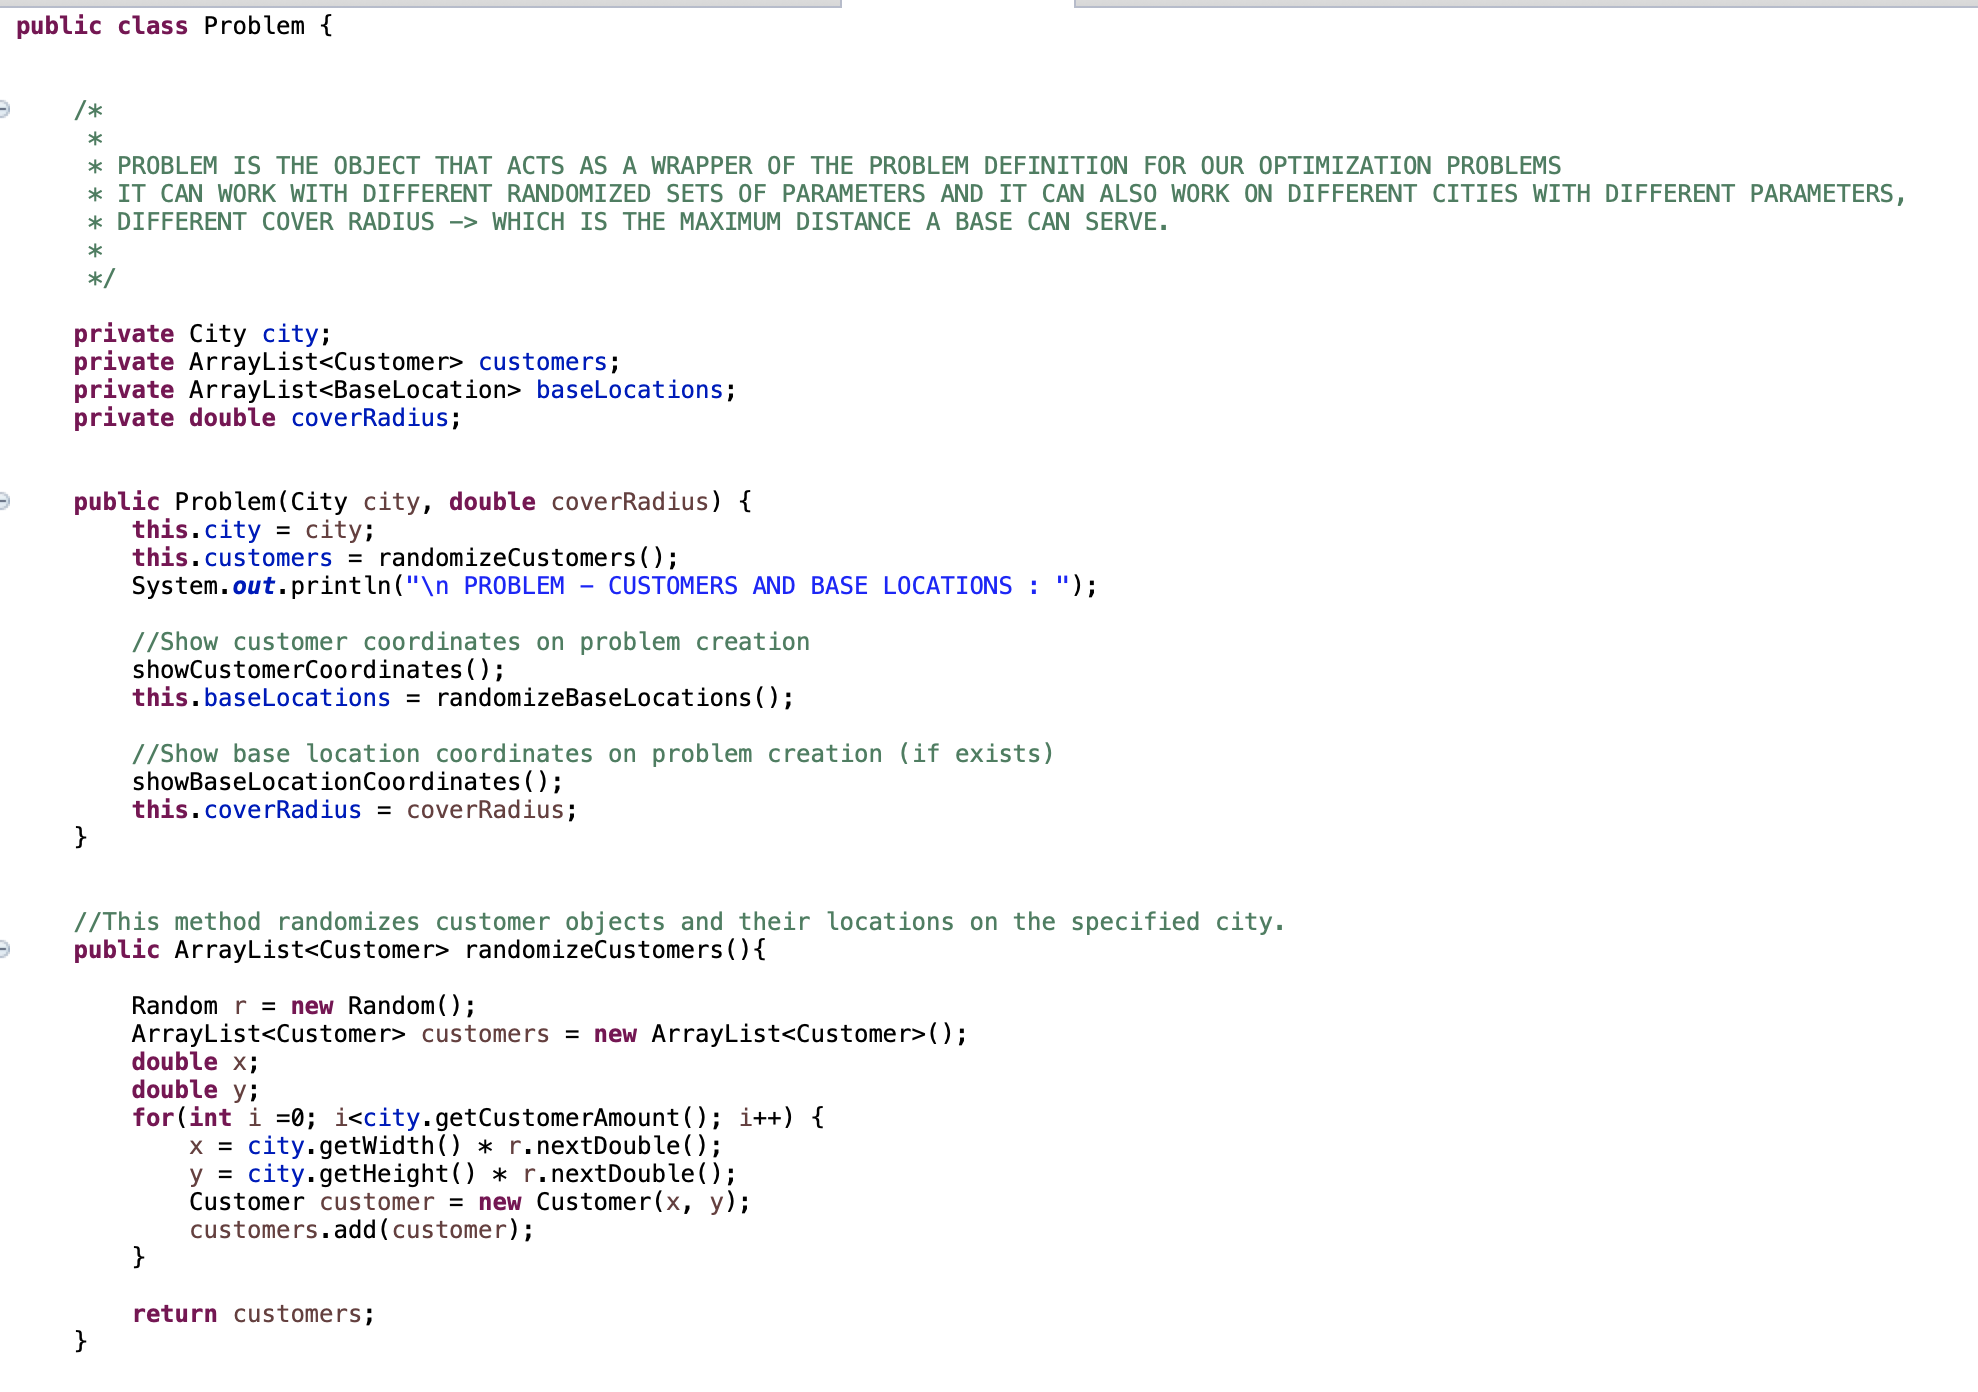 public class Problem {
/*
*
* PROBLEM IS THE OBJECT THAT ACTS AS A WRAPPER OF THE PROBLEM DEFINITION FOR OUR OPTIMIZATION PROBLEMS
* IT CAN WORK WITH DIFFERENT RANDOMIZED SETS OF PARAMETERS AND IT CAN ALSO WORK ON DIFFERENT CITIES WITH DIFFERENT PARAMETERS,
* DIFFERENT COVER RADIUS —> WHICH IS THE MAXIMUM DISTANCE A BASE CAN SERVE.
*
*/
private City city;
private ArrayList<Customer> customers;
private ArrayList<BaseLocation> baseLocations;
private double coverRadius;
public Problem(City city, double coverRadius) {
this.city = city;
this.customers = randomizeCustomers();
System.out.println("\n PROBLEM – CUSTOMERS AND BASE LOCATIONS : ");
//Show customer coordinates on problem creation
showCustomerCoordinates();
this.baseLocations = randomizeBaseLocations();
//Show base location coordinates on problem creation (if exists)
showBaseLocationCoordinates();
this.coverRadius = coverRadius;
}
//This method randomizes customer objects and their locations on the specified city.
public ArrayList<Customer> randomizeCustomers(){
Random r = new Random();
ArrayList<Customer> customers = new ArrayList<Customer>();
double x;
double y;
for(int i =0; i<city.getCustomerAmount(); i++) {
x = city.getWidth() * r.nextDouble();
y = city.getHeight() * r.nextDouble();
Customer customer = new Customer(x, y);
customers.add(customer);
}
return customers;
}